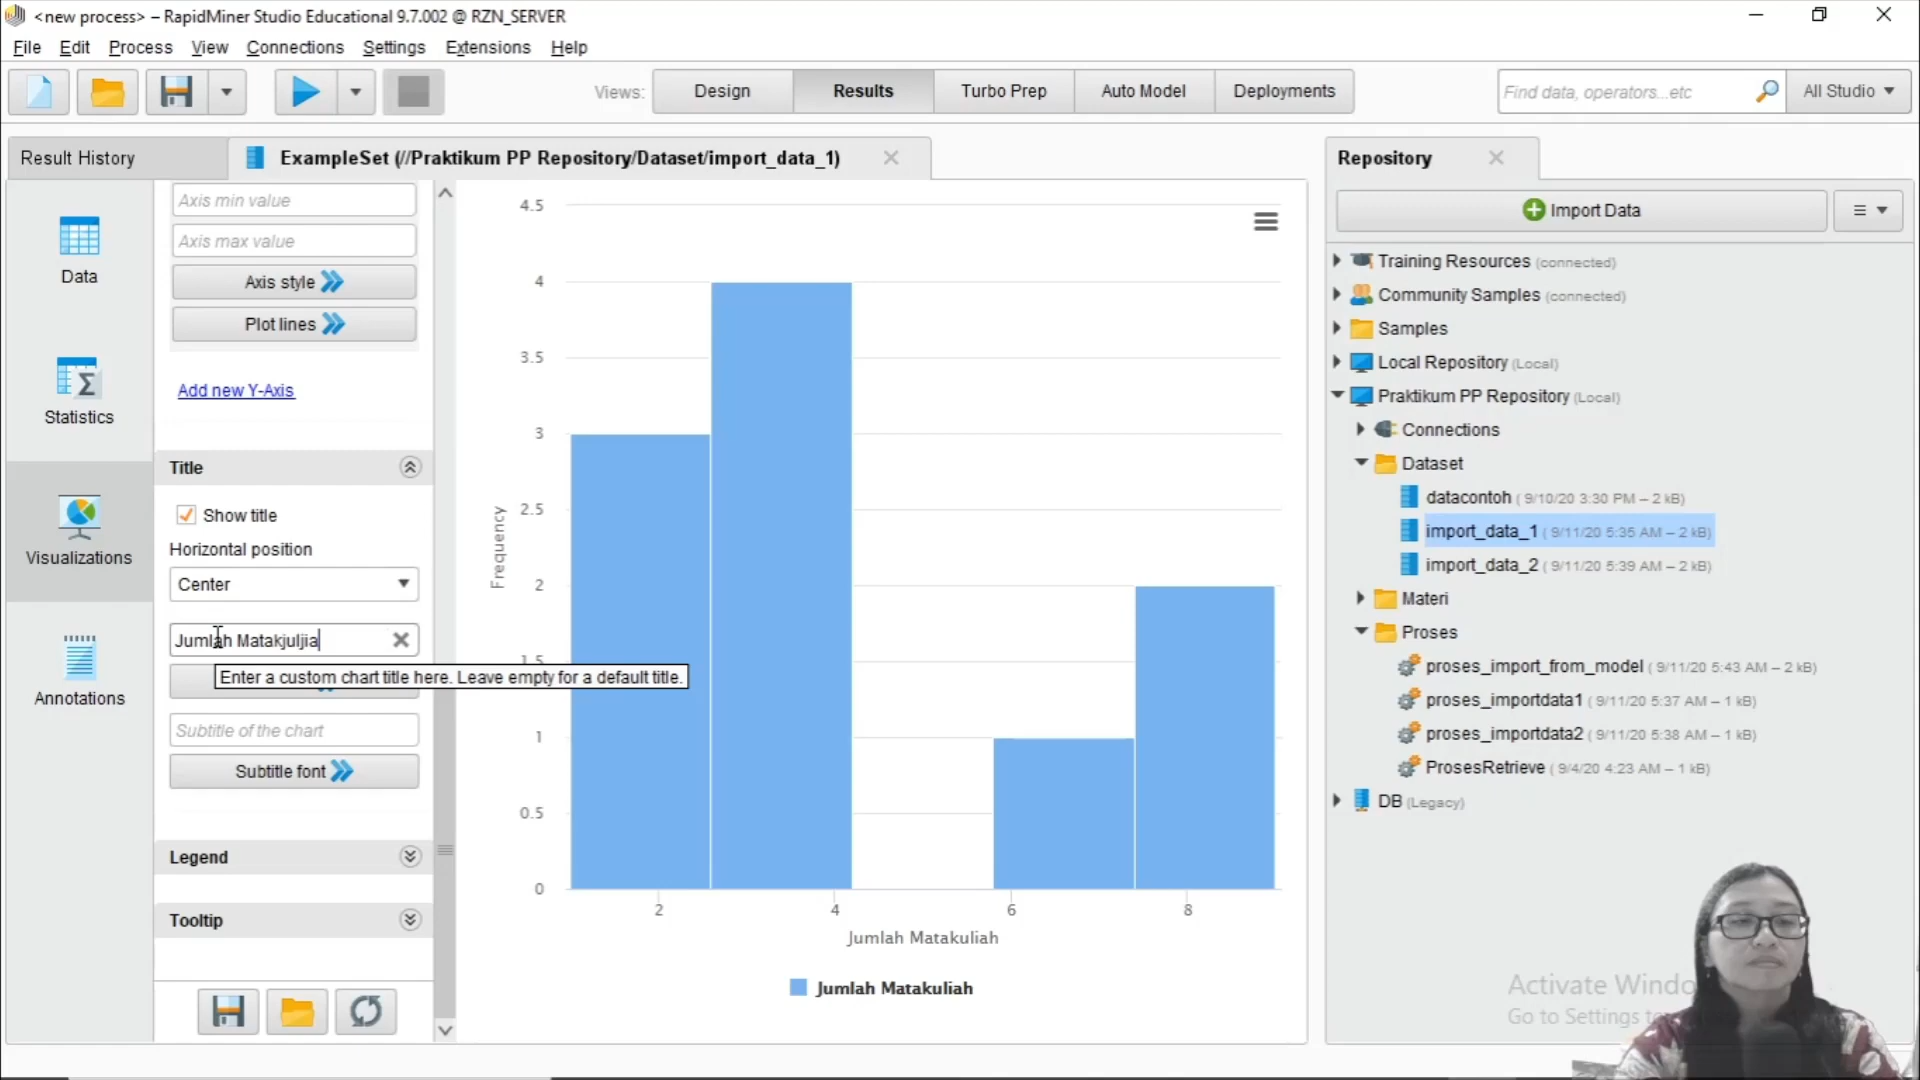 <new process> – RapidMiner Studio Educational 9.7.002 @ RZN_SERVER
File Edit Process View Connections Settings Extensions Help
Views: Design Results Turbo Prep Auto Model Deployments
Find data, operators...etc
All Studio
Result History
ExampleSet (//Praktikum PP Repository/Dataset/import_data_1)
Data
Statistics
Visualizations
Annotations
Axis min value
Axis max value
Axis style
Plot lines
Add new Y-Axis
Title
Show title
Horizontal position
Center
Jumlah Matakjuljia
Enter a custom chart title here. Leave empty for a default title.
Subtitle of the chart
Subtitle font
Legend
Tooltip
4.5
4
3.5
3
2.5
2
1.5
1
0.5
0
Frequency
2 4 6 8
Jumlah Matakuliah
Jumlah Matakuliah
Repository
Import Data
Training Resources (connected)
Community Samples (connected)
Samples
Local Repository (Local)
Praktikum PP Repository (Local)
Connections
Dataset
datacontoh ( 9/10/20 3:30 PM – 2 kB)
import_data_1 ( 9/11/20 5:35 AM – 2 kB)
import_data_2 ( 9/11/20 5:39 AM – 2 kB)
Materi
Proses
proses_import_from_model ( 9/11/20 5:43 AM – 2 kB)
proses_importdata1 ( 9/11/20 5:37 AM – 1 kB)
proses_importdata2 ( 9/11/20 5:38 AM – 1 kB)
ProsesRetrieve ( 9/4/20 4:23 AM – 1 kB)
DB (Legacy)
Activate Windo
Go to Settings t